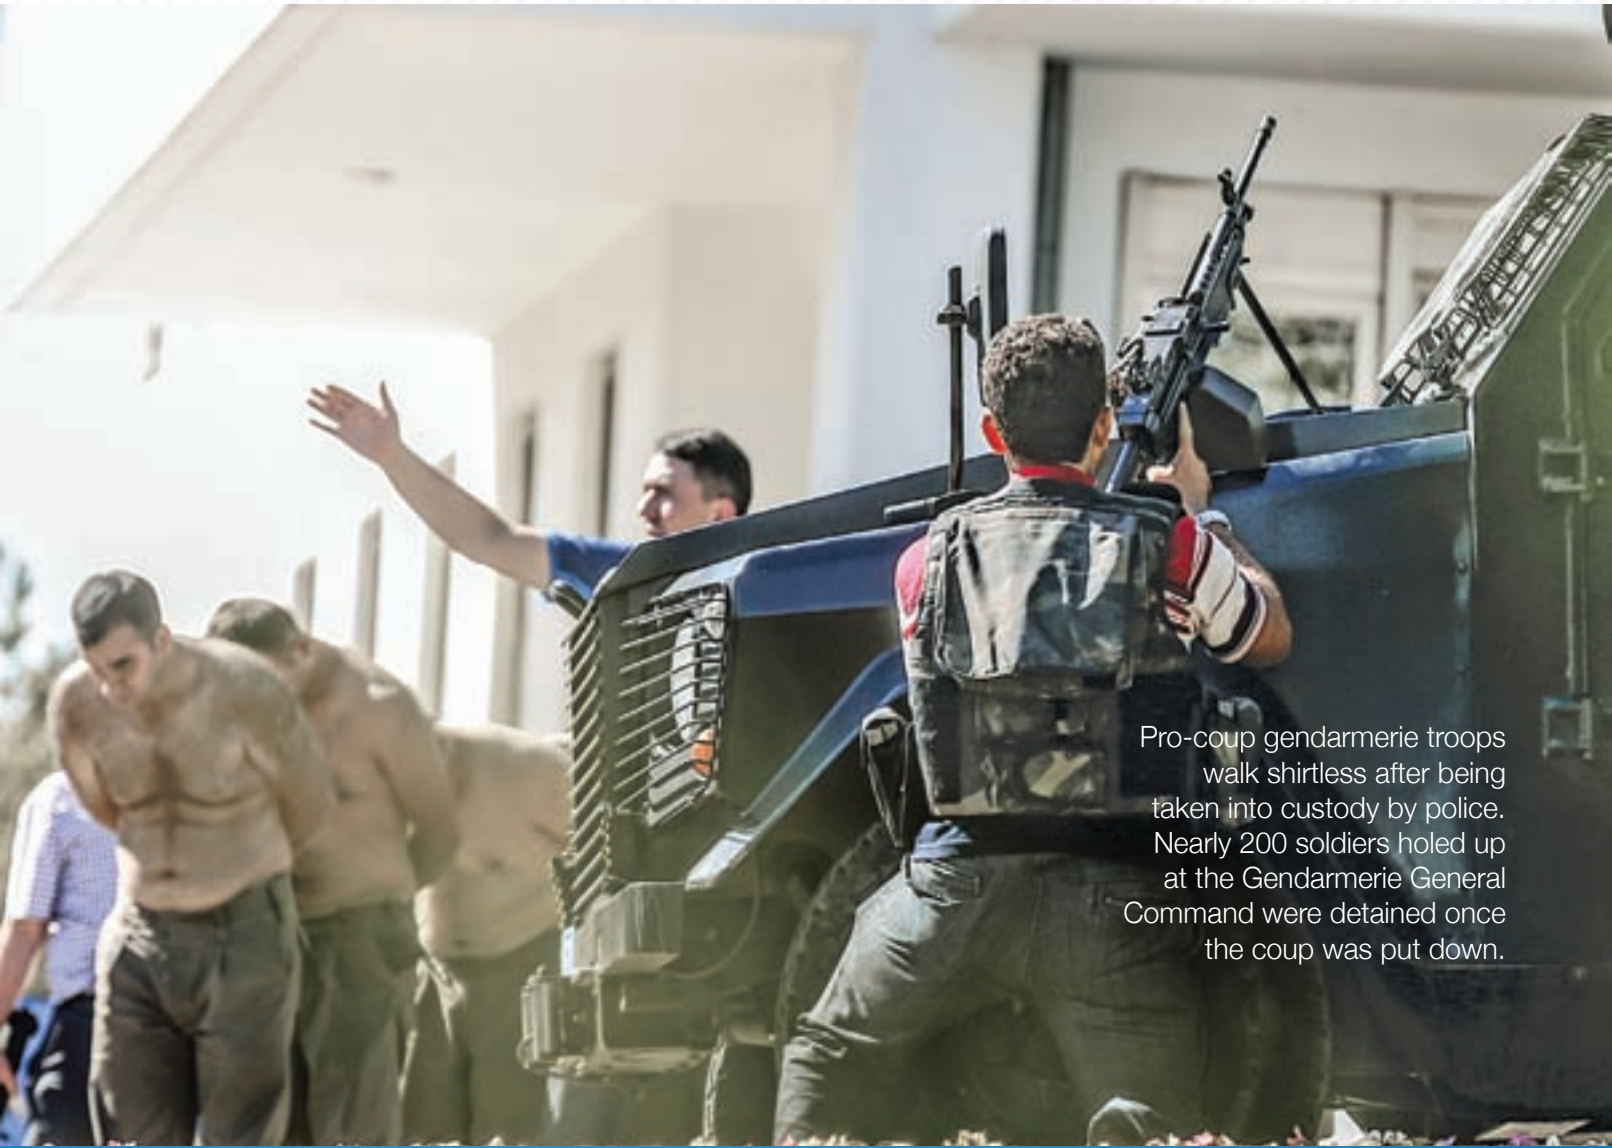 Pro-coup gendarmerie troops
walk shirtless after being
taken into custody by police.
Nearly 200 soldiers holed up
at the Gendarmerie General
Command were detained once
the coup was put down.